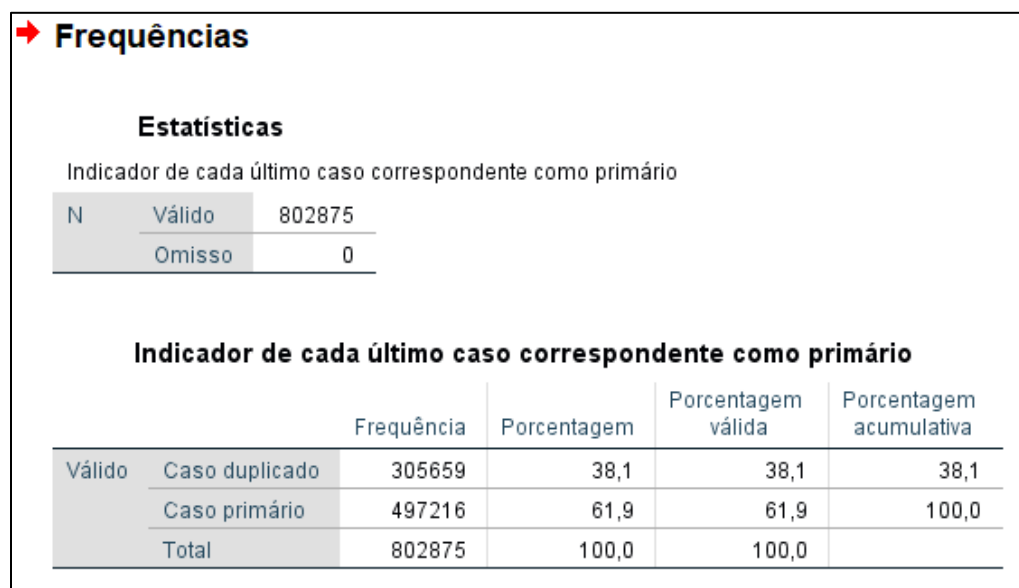 Frequências
Estatísticas
Indicador de cada último caso correspondente como primário
N Válido 802875
Omisso 0
Indicador de cada último caso correspondente como primário
Frequência Porcentagem Porcentagem válida Porcentagem acumulativa
Válido Caso duplicado 305659 38,1 38,1 38,1
Caso primário 497216 61,9 61,9 100,0
Total 802875 100,0 100,0